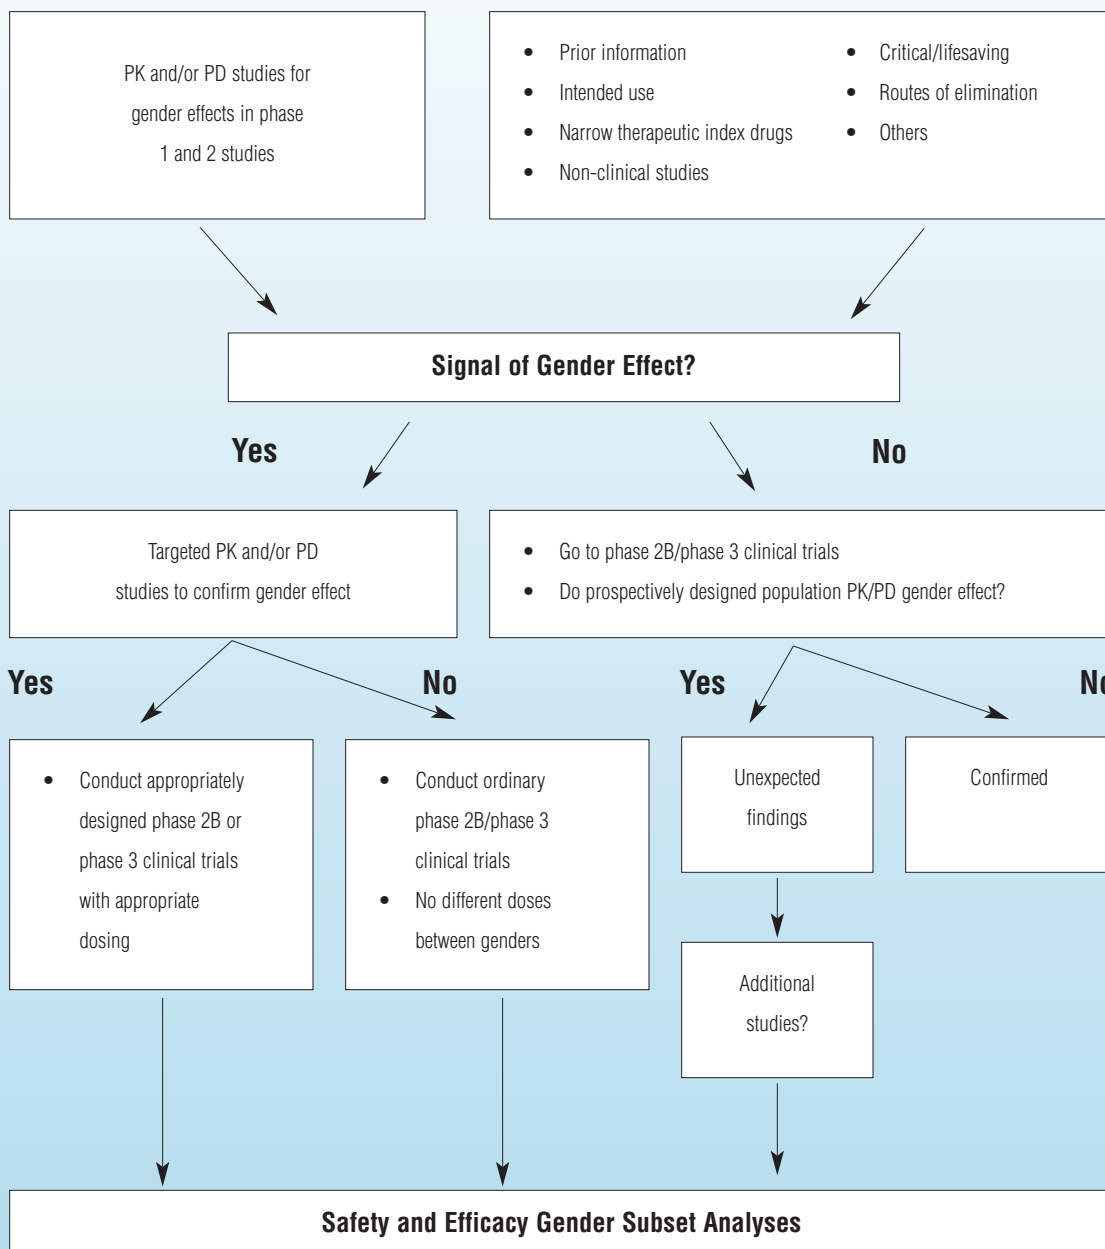 PK and/or PD studies for
gender effects in phase
1 and 2 studies
• Prior information
• Intended use
• Narrow therapeutic index drugs
• Non-clinical studies
• Critical/lifesaving
• Routes of elimination
• Others
Signal of Gender Effect?
Yes
No
Targeted PK and/or PD
studies to confirm gender effect
• Go to phase 2B/phase 3 clinical trials
• Do prospectively designed population PK/PD gender effect?
Yes
No
Yes
No
• Conduct appropriately
designed phase 2B or
phase 3 clinical trials
with appropriate
dosing
• Conduct ordinary
phase 2B/phase 3
clinical trials
• No different doses
between genders
Unexpected
findings
Confirmed
Additional
studies?
Safety and Efficacy Gender Subset Analyses